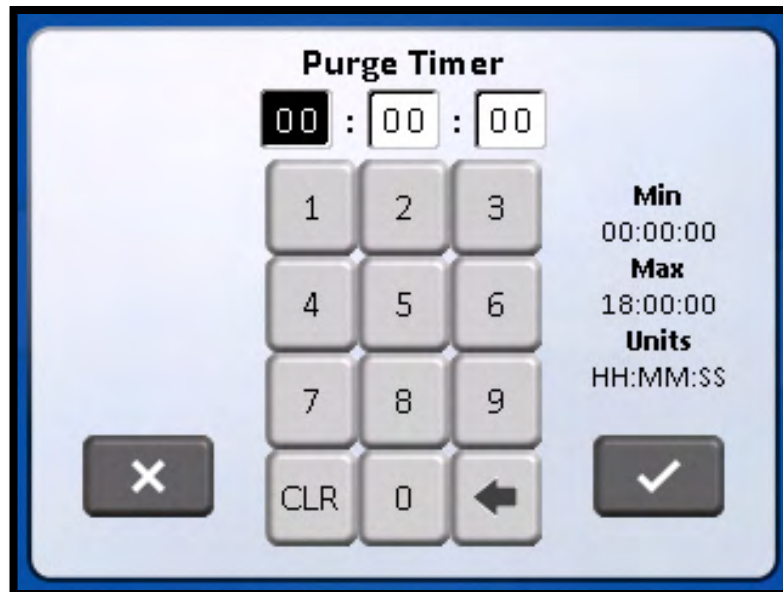 Purge Timer
00 : 00 : 00
1 2 3
4 5 6
7 8 9
CLR 0
Min
00:00:00
Max
18:00:00
Units
HH:MM:SS